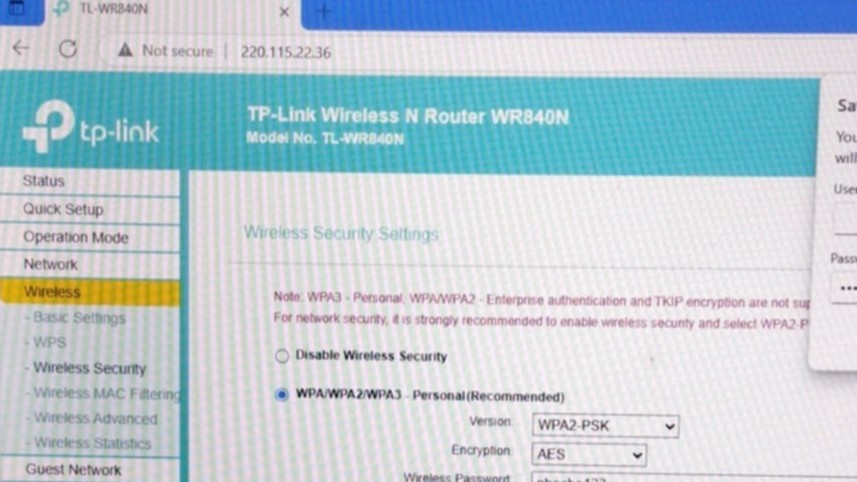 TL-WR840N
Not secure 220.115.22.36
tp-link
TP-Link Wireless N Router WR840N
Model No. TL-WR840N
Status
Quick Setup
Operation Mode
Network
Wireless
- Basic Settings
- WPS
- Wireless Security
- Wireless MAC Filtering
- Wireless Advanced
- Wireless Statistics
Guest Network
Wireless Security Settings
Note: WPA3 - Personal, WPA/WPA2 - Enterprise authentication and TKIP encryption are not sup
For network security, it is strongly recommended to enable wireless security and select WPA2-P
Disable Wireless Security
WPA/WPA2/WPA3 - Personal(Recommended)
Version: WPA2-PSK
Encryption: AES
Wireless Password:
Sa
You
will
User
Passw